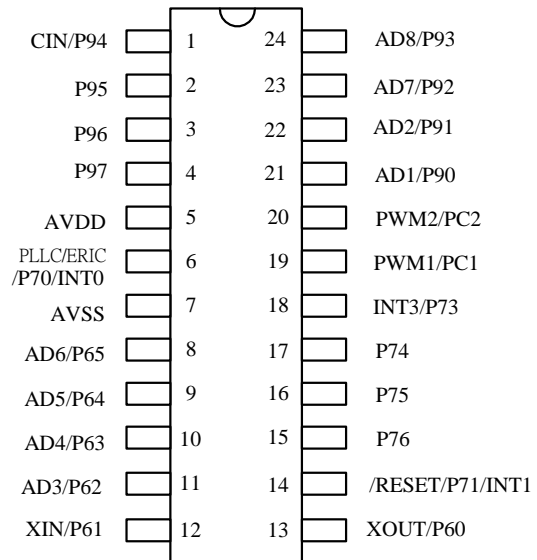 CIN/P94 1 24 AD8/P93
P95 2 23 AD7/P92
P96 3 22 AD2/P91
P97 4 21 AD1/P90
AVDD 5 20 PWM2/PC2
PLLC/ERIC
/P70/INT0 6 19 PWM1/PC1
AVSS 7 18 INT3/P73
AD6/P65 8 17 P74
AD5/P64 9 16 P75
AD4/P63 10 15 P76
AD3/P62 11 14 /RESET/P71/INT1
XIN/P61 12 13 XOUT/P60